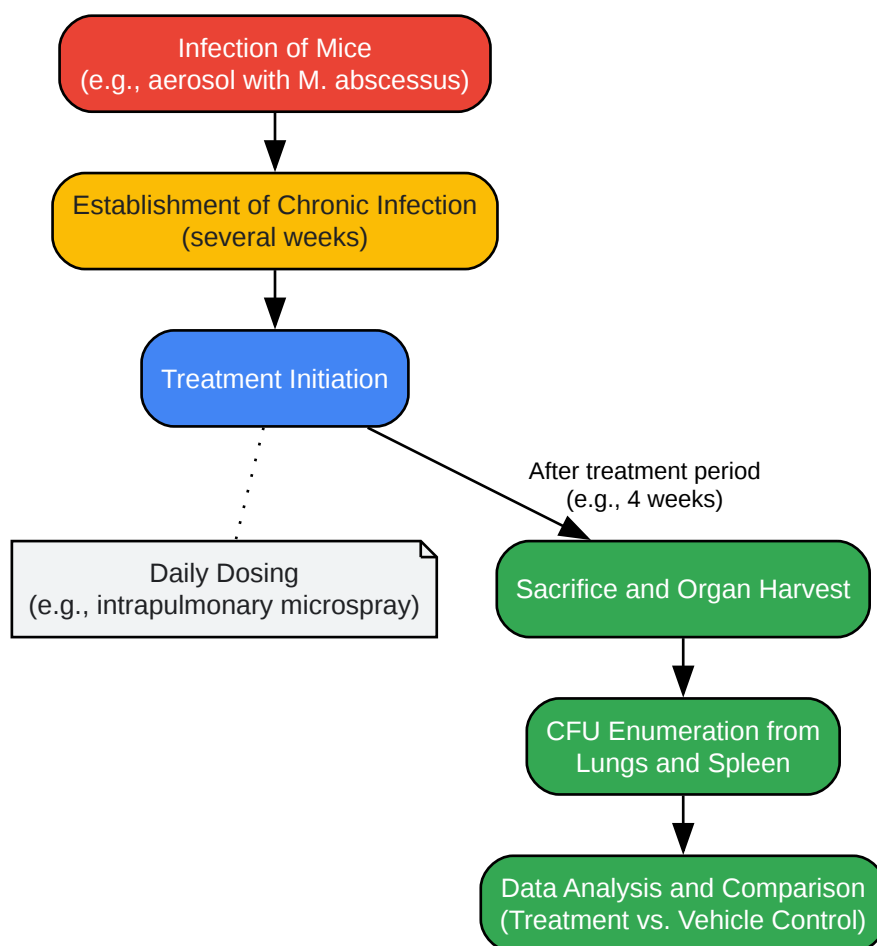 Infection of Mice
(e.g., aerosol with M. abscessus)
Establishment of Chronic Infection
(several weeks)
Treatment Initiation
After treatment period
(e.g., 4 weeks)
Daily Dosing
(e.g., intrapulmonary microspray)
Sacrifice and Organ Harvest
CFU Enumeration from
Lungs and Spleen
Data Analysis and Comparison
(Treatment vs. Vehicle Control)